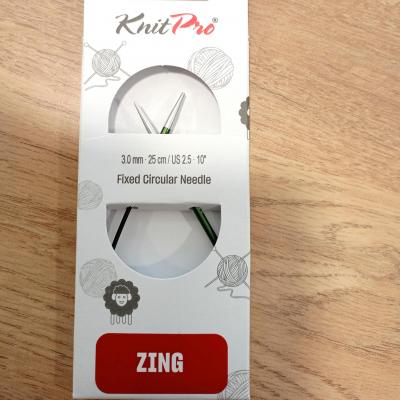 KnitPro®
3.0 mm · 25 cm / US 2.5 · 10"
Fixed Circular Needle
ZING